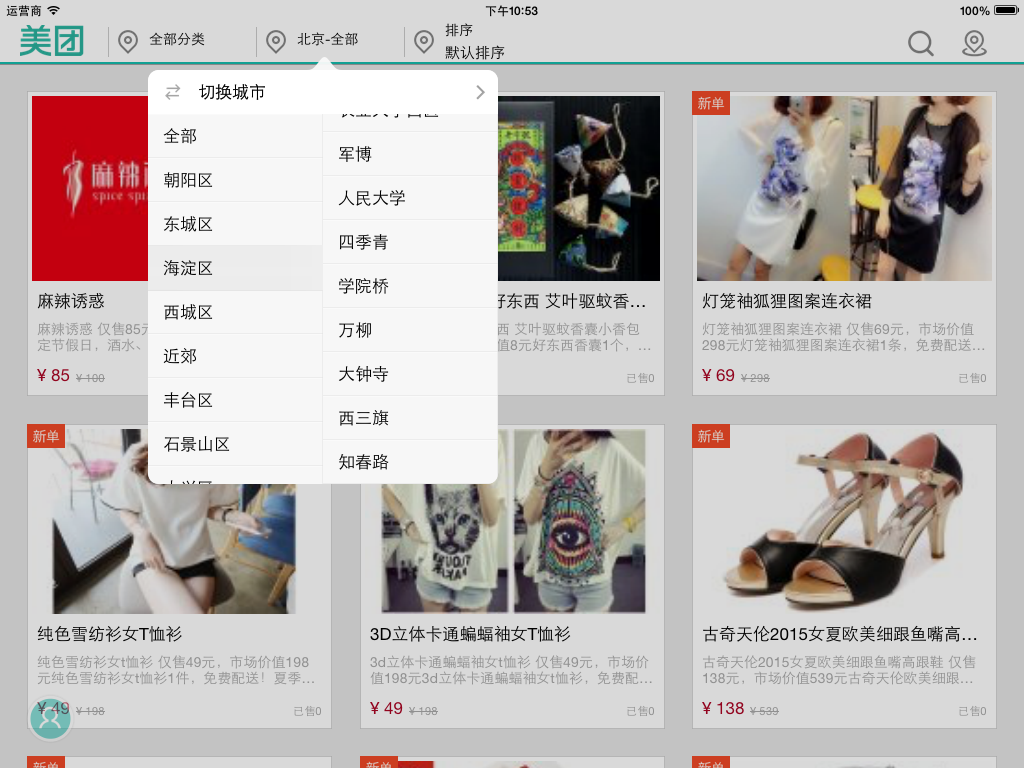 运营商
下午10:53
100%
美团
全部分类
北京-全部
排序
默认排序
切换城市
全部
朝阳区
东城区
海淀区
西城区
近郊
丰台区
石景山区
军博
人民大学
四季青
学院桥
万柳
大钟寺
西三旗
知春路
麻辣
spice spi
麻辣诱惑
麻辣诱惑 仅售85元
定节假日，酒水、
¥ 85 ¥ 100
好东西 艾叶驱蚊香...
西 艾叶驱蚊香囊小香包
值8元好东西香囊1个，...
已售0
新单
灯笼袖狐狸图案连衣裙
灯笼袖狐狸图案连衣裙 仅售69元，市场价值
298元灯笼袖狐狸图案连衣裙1条，免费配送...
¥ 69 ¥ 298
已售0
新单
纯色雪纺衫女T恤衫
纯色雪纺衫女t恤衫 仅售49元，市场价值198
元纯色雪纺衫女t恤衫1件，免费配送！夏季...
¥ 49 ¥ 198
已售0
3D立体卡通蝙蝠袖女T恤衫
3d立体卡通蝙蝠袖女t恤衫 仅售49元，市场价
值198元3d立体卡通蝙蝠袖女t恤衫，免费配...
¥ 49 ¥ 198
已售0
新单
古奇天伦2015女夏欧美细跟鱼嘴高...
古奇天伦2015女夏欧美细跟鱼嘴高跟鞋 仅售
138元，市场价值539元古奇天伦欧美细跟...
¥ 138 ¥ 539
已售0
新单
新单
新单